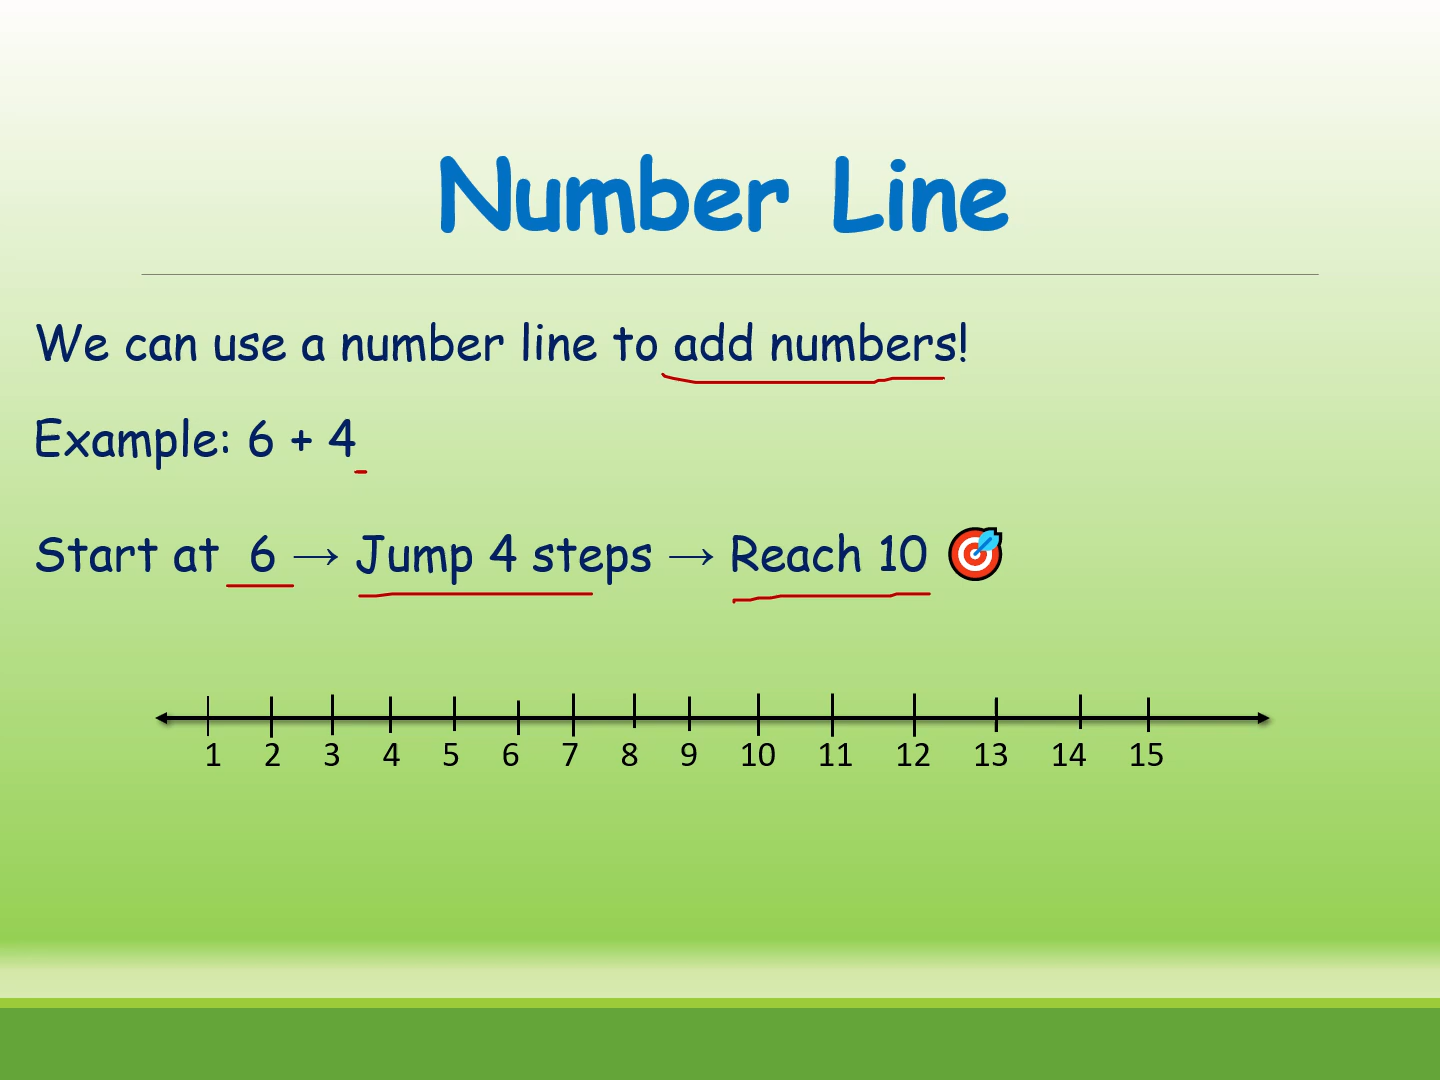 Number Line
We can use a number line to add numbers!
Example: 6 + 4
Start at 6 → Jump 4 steps → Reach 10 🎯
1 2 3 4 5 6 7 8 9 10 11 12 13 14 15